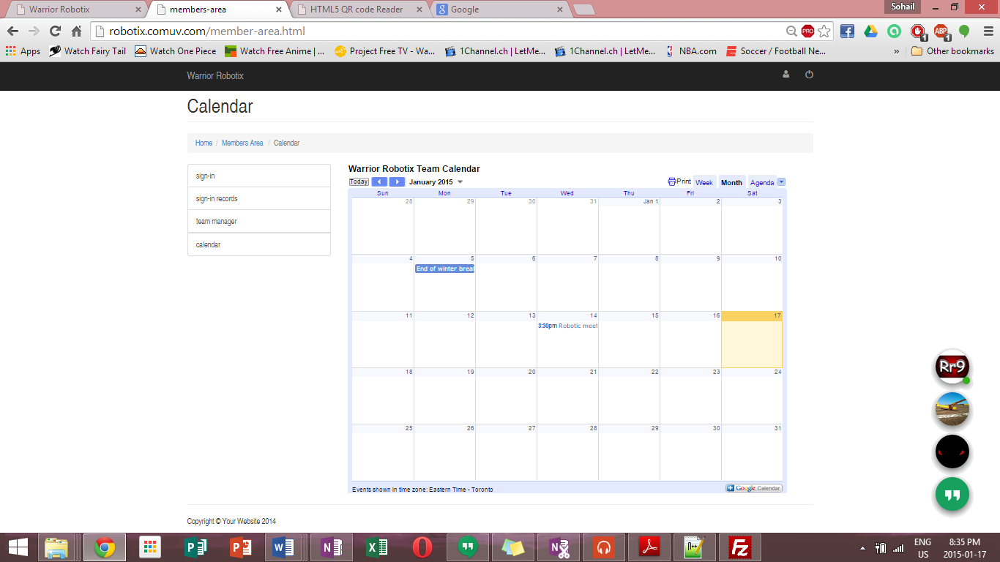 Warrior Robotix
members-area
HTML5 QR code Reader
Google
Sohail
robotix.comuv.com/member-area.html
PRO
1
ABP
1
Apps
Watch Fairy Tail
Watch One Piece
Watch Free Anime | ...
Project Free TV - Wa...
1Channel.ch | LetMe...
1Channel.ch | LetMe...
NBA.com
Soccer / Football Ne...
»
Other bookmarks
Warrior Robotix
Calendar
Home / Members Area / Calendar
sign-in
sign-in records
team manager
calendar
Warrior Robotix Team Calendar
Today
January 2015
Print
Week
Month
Agenda
Sun Mon Tue Wed Thu Fri Sat
28 29 30 31 Jan 1 2 3
4 5 6 7 8 9 10
End of winter break
11 12 13 14 15 16 17
3:30pm Robotic meet
18 19 20 21 22 23 24
25 26 27 28 29 30 31
Events shown in time zone: Eastern Time - Toronto
Google Calendar
Rr9
Copyright © Your Website 2014
ENG
US
8:35 PM
2015-01-17